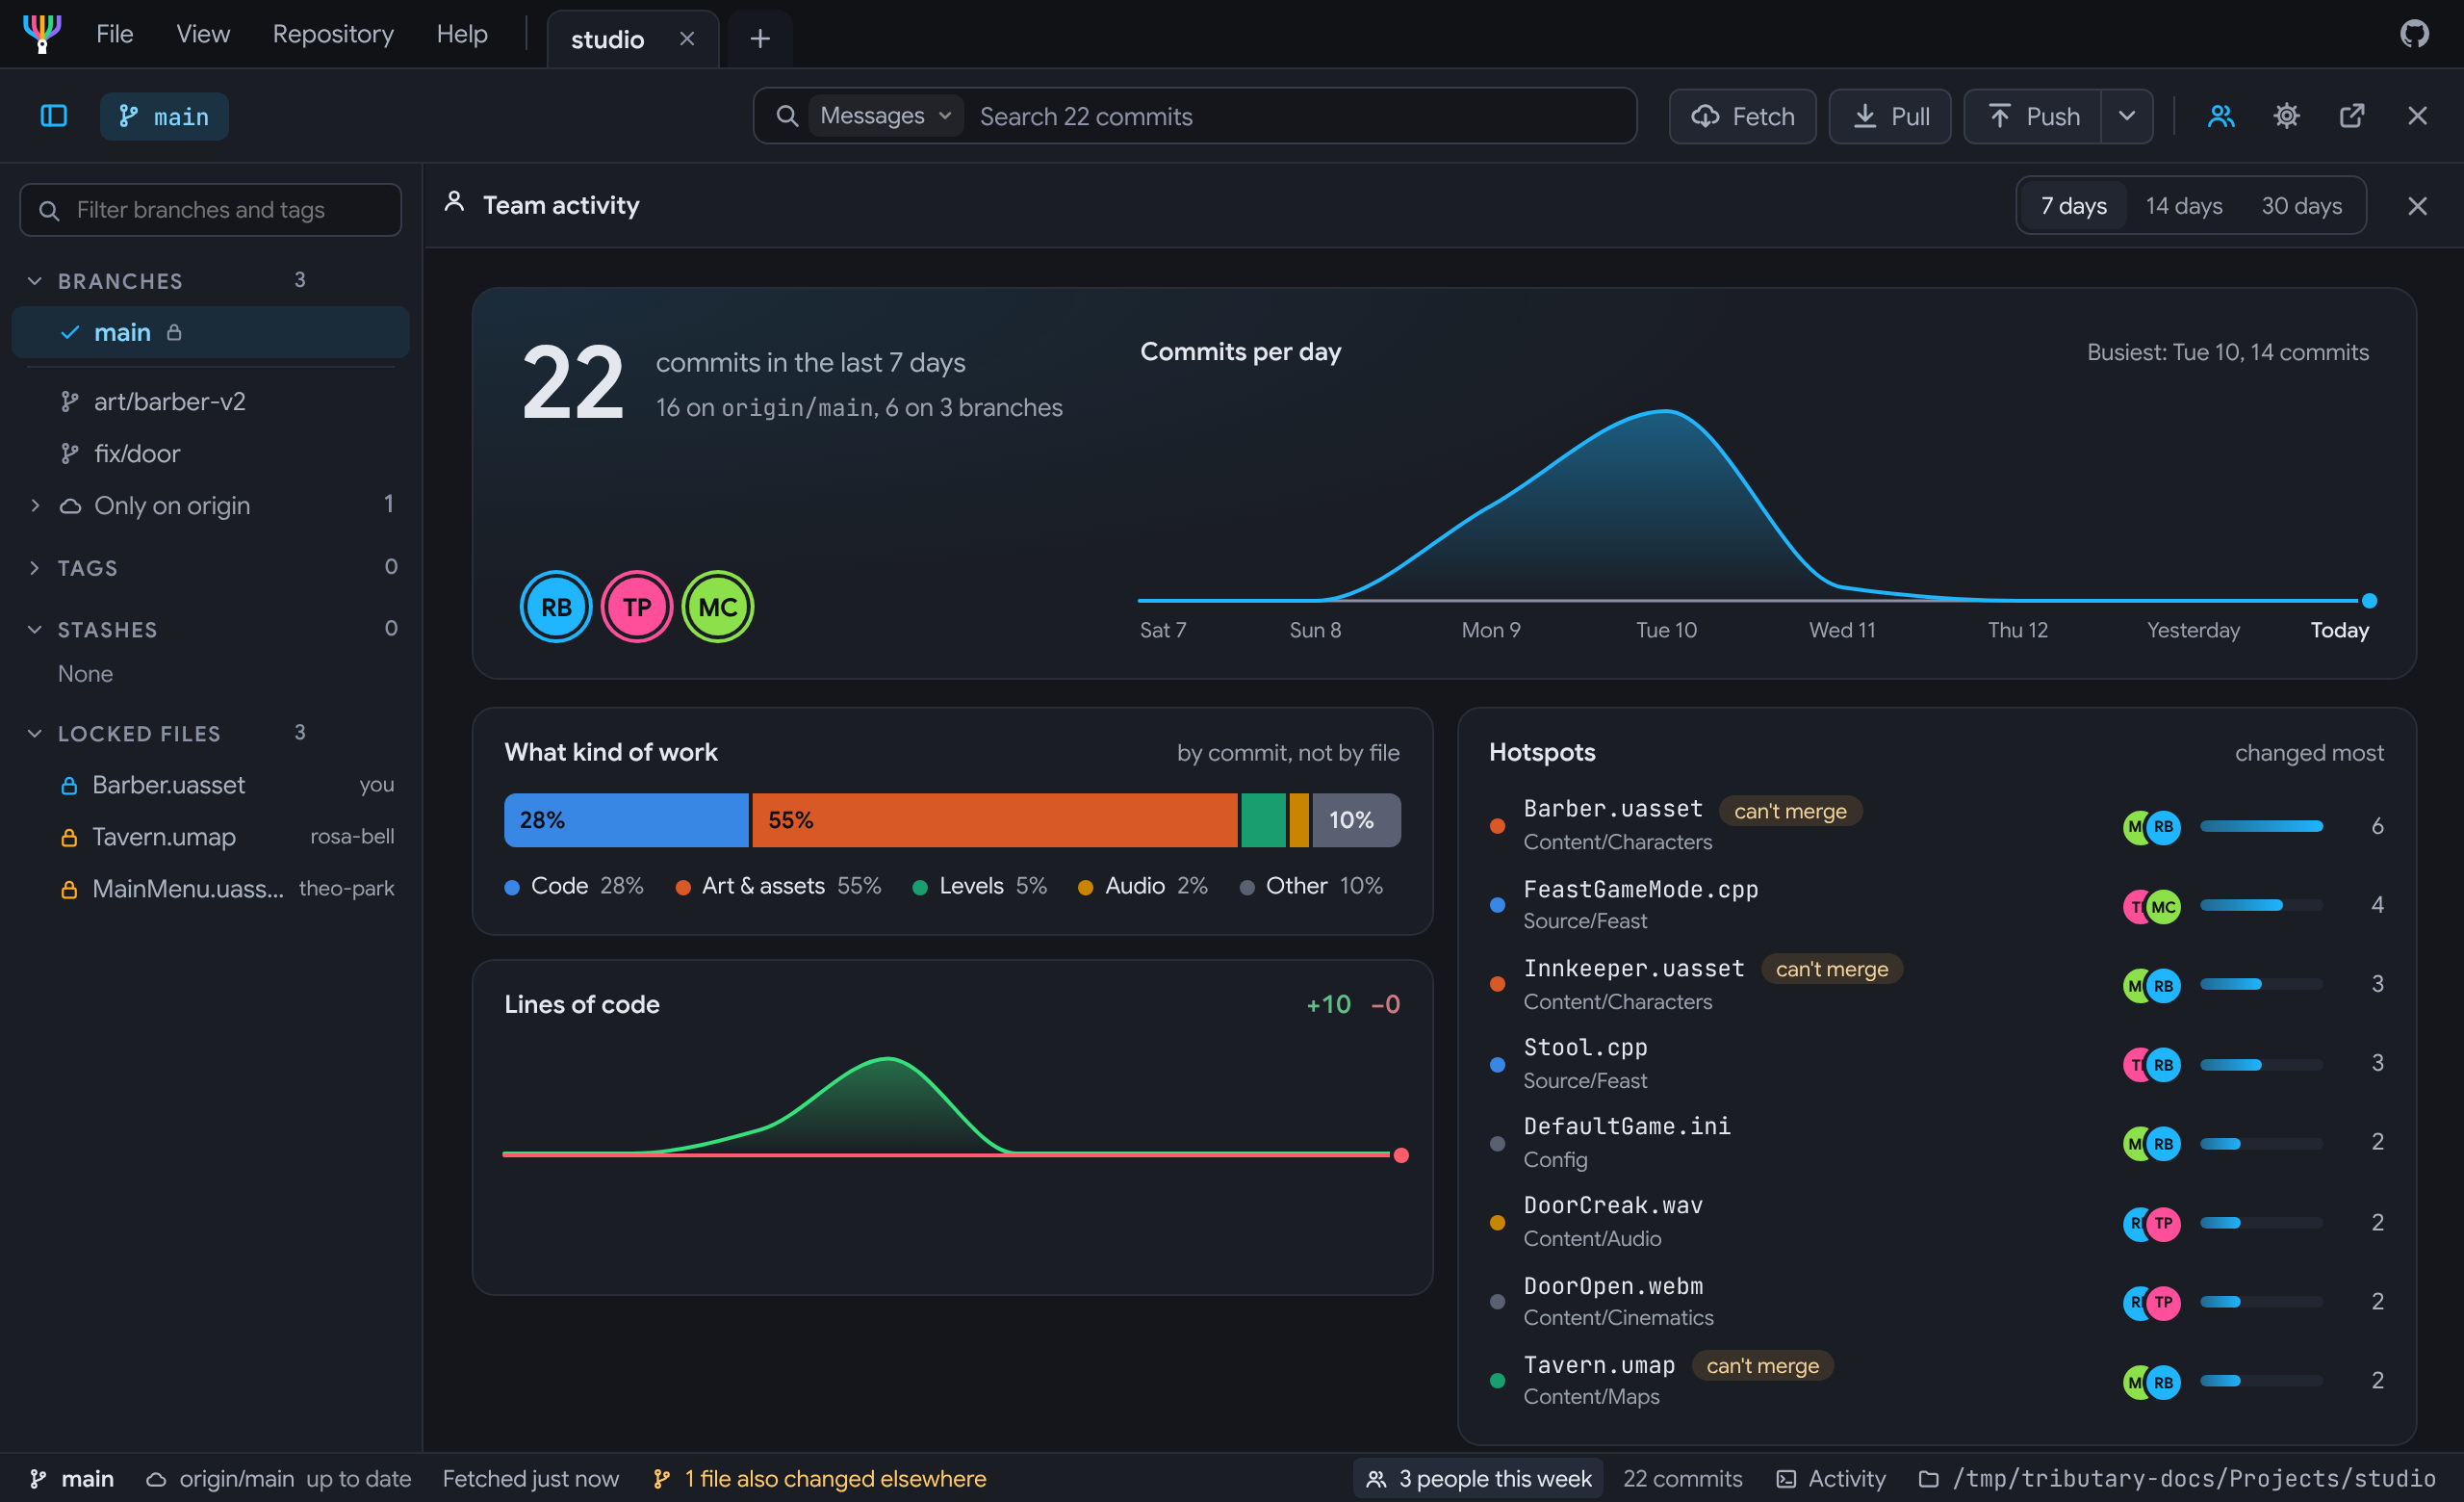 File View Repository Help studio
main Messages Search 22 commits Fetch Pull Push
Filter branches and tags
BRANCHES 3
main
art/barber-v2
fix/door
Only on origin 1
TAGS 0
STASHES 0
None
LOCKED FILES 3
Barber.uasset you
Tavern.umap rosa-bell
MainMenu.uass... theo-park
Team activity 7 days 14 days 30 days
22 commits in the last 7 days
16 on origin/main, 6 on 3 branches
RB TP MC
Commits per day Busiest: Tue 10, 14 commits
Sat 7 Sun 8 Mon 9 Tue 10 Wed 11 Thu 12 Yesterday Today
What kind of work by commit, not by file
28% 55% 10%
Code 28% Art & assets 55% Levels 5% Audio 2% Other 10%
Lines of code +10 −0
Hotspots changed most
Barber.uasset can't merge
Content/Characters
M RB 6
FeastGameMode.cpp
Source/Feast
MC 4
Innkeeper.uasset can't merge
Content/Characters
M RB 3
Stool.cpp
Source/Feast
RB 3
DefaultGame.ini
Config
M RB 2
DoorCreak.wav
Content/Audio
TP 2
DoorOpen.webm
Content/Cinematics
TP 2
Tavern.umap can't merge
Content/Maps
M RB 2
main origin/main up to date Fetched just now 1 file also changed elsewhere 3 people this week 22 commits Activity /tmp/tributary-docs/Projects/studio